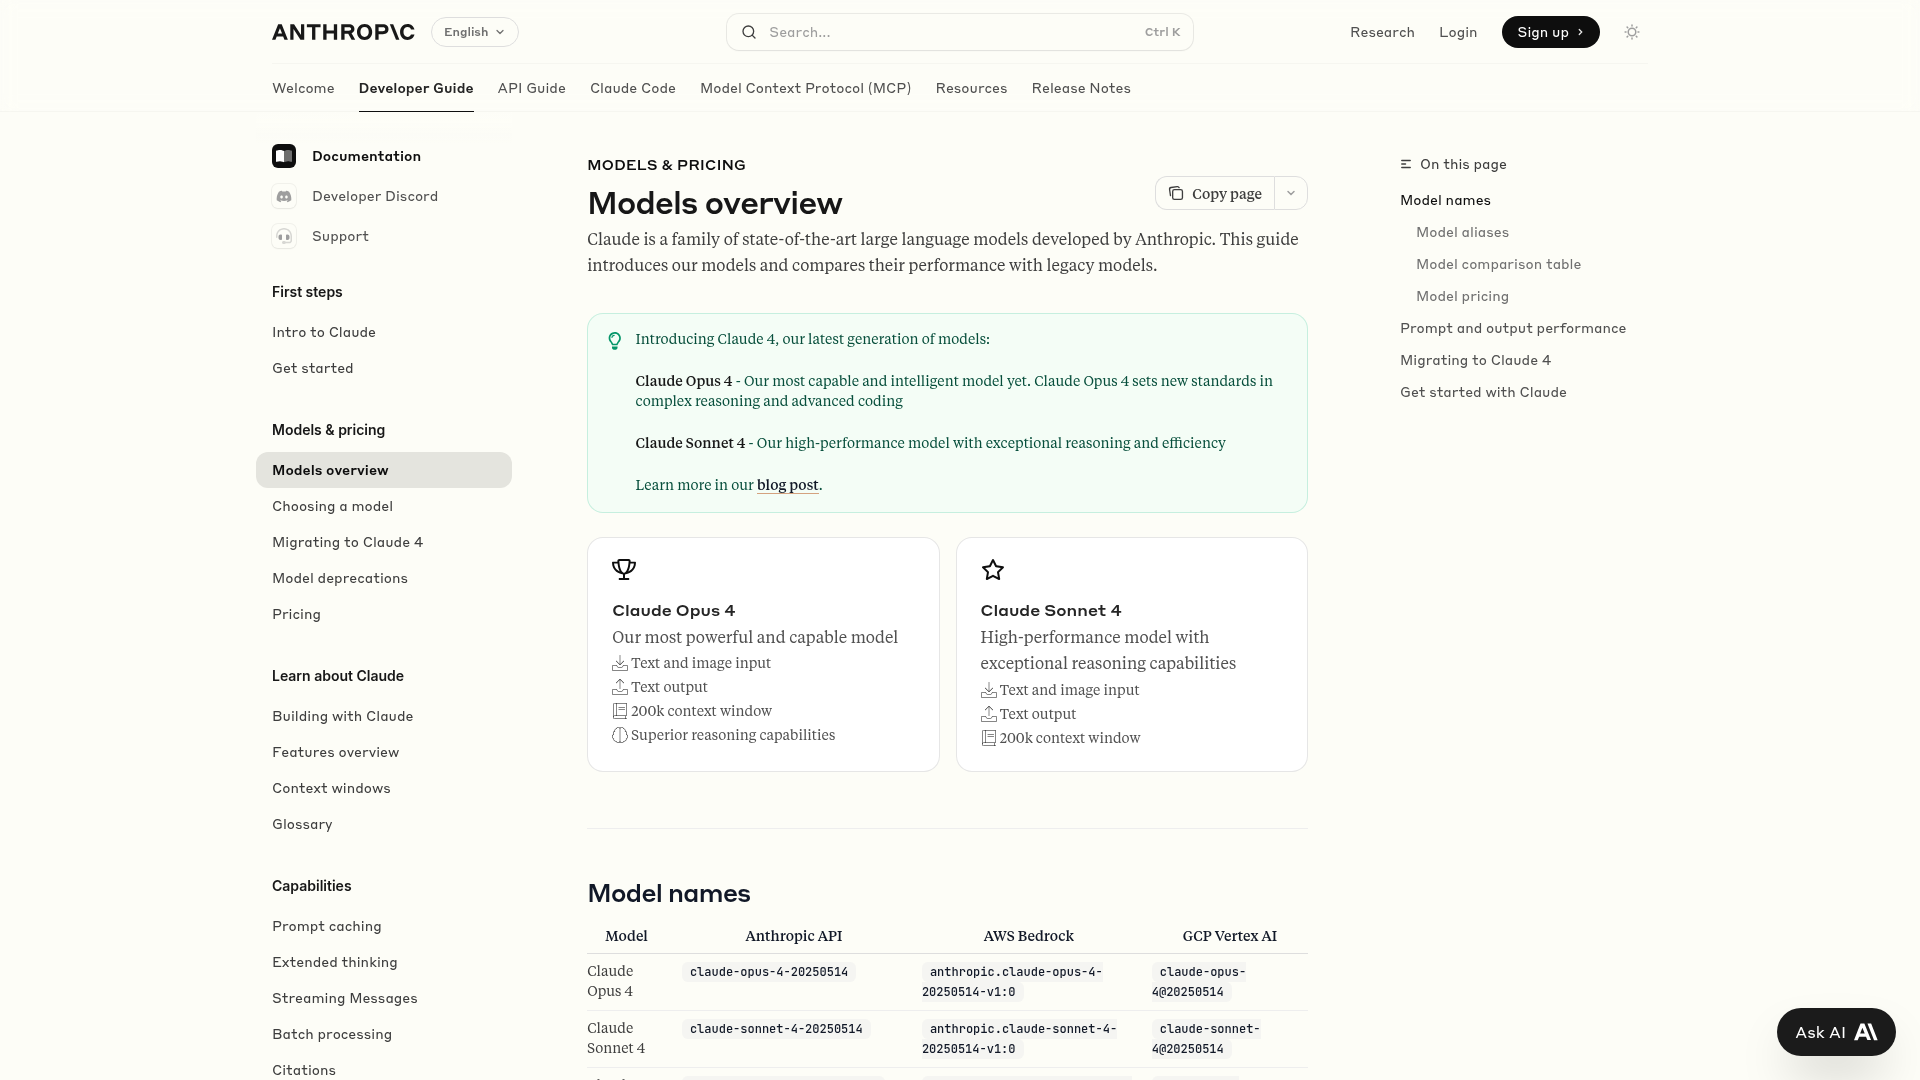 ANTHROP\C
English
Search...
Ctrl K
Research
Login
Sign up
Welcome
Developer Guide
API Guide
Claude Code
Model Context Protocol (MCP)
Resources
Release Notes
Documentation
Developer Discord
Support
First steps
Intro to Claude
Get started
Models & pricing
Models overview
Choosing a model
Migrating to Claude 4
Model deprecations
Pricing
Learn about Claude
Building with Claude
Features overview
Context windows
Glossary
Capabilities
Prompt caching
Extended thinking
Streaming Messages
Batch processing
Citations
MODELS & PRICING
Models overview
Copy page
Claude is a family of state-of-the-art large language models developed by Anthropic. This guide
introduces our models and compares their performance with legacy models.
Introducing Claude 4, our latest generation of models:
Claude Opus 4 - Our most capable and intelligent model yet. Claude Opus 4 sets new standards in
complex reasoning and advanced coding
Claude Sonnet 4 - Our high-performance model with exceptional reasoning and efficiency
Learn more in our blog post.
Claude Opus 4
Our most powerful and capable model
Text and image input
Text output
200k context window
Superior reasoning capabilities
Claude Sonnet 4
High-performance model with
exceptional reasoning capabilities
Text and image input
Text output
200k context window
Model names
Model Anthropic API AWS Bedrock GCP Vertex AI
Claude claude-opus-4-20250514 anthropic.claude-opus-4- claude-opus-
Opus 4 20250514-v1:0 4@20250514
Claude claude-sonnet-4-20250514 anthropic.claude-sonnet-4- claude-sonnet-
Sonnet 4 20250514-v1:0 4@20250514
On this page
Model names
Model aliases
Model comparison table
Model pricing
Prompt and output performance
Migrating to Claude 4
Get started with Claude
Ask AI